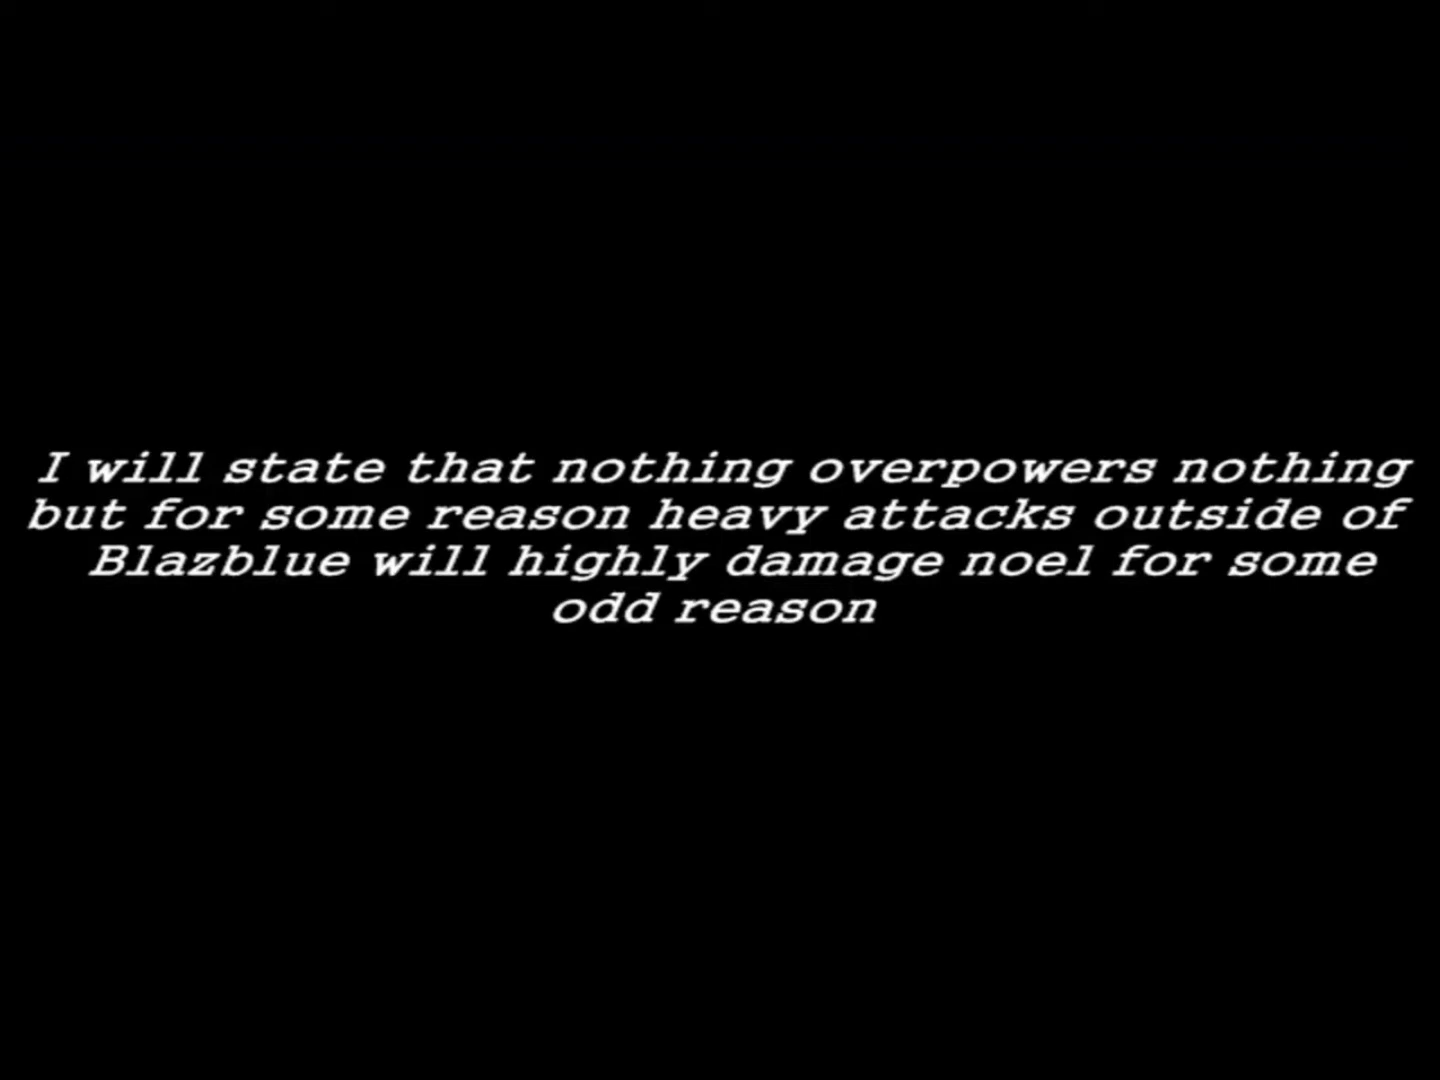 I will state that nothing overpowers nothing
but for some reason heavy attacks outside of
Blazblue will highly damage noel for some
odd reason